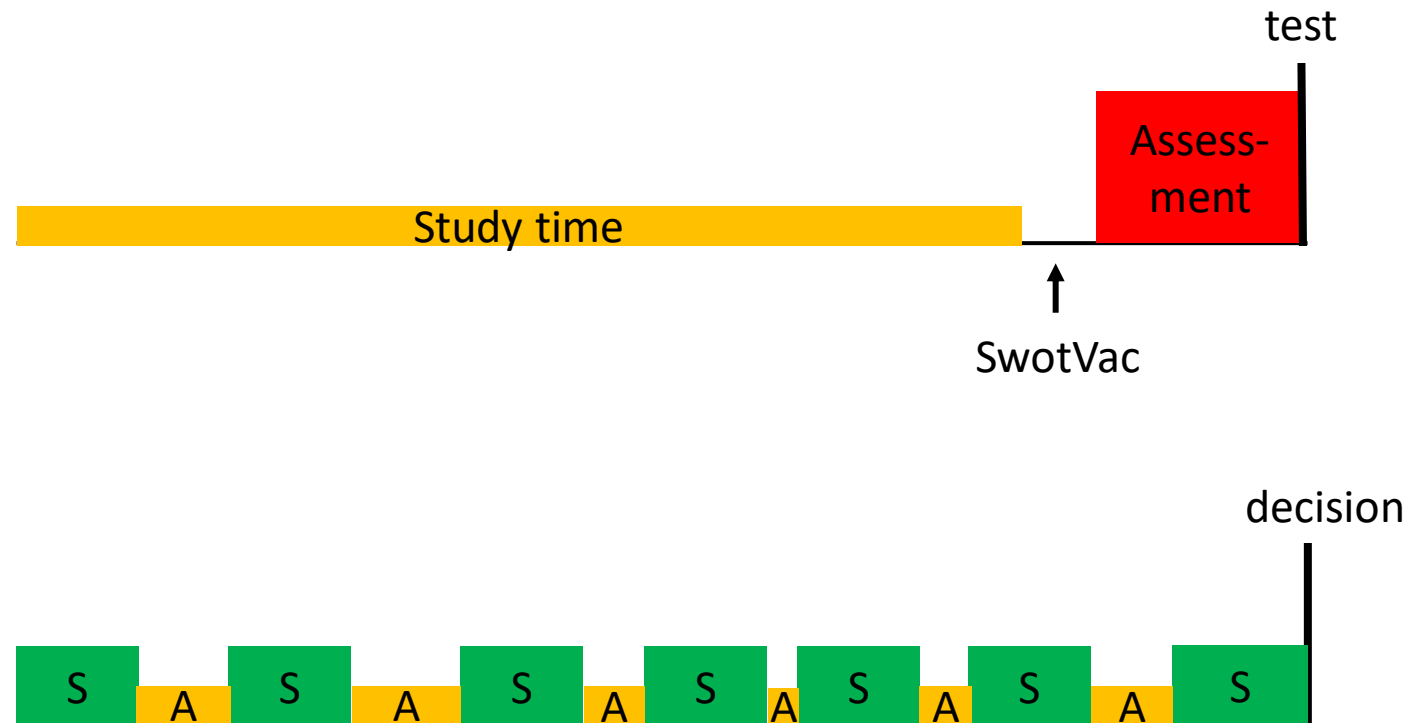 test
Assess-
ment
Study time
SwotVac
decision
S A S A S A S A S A S A S